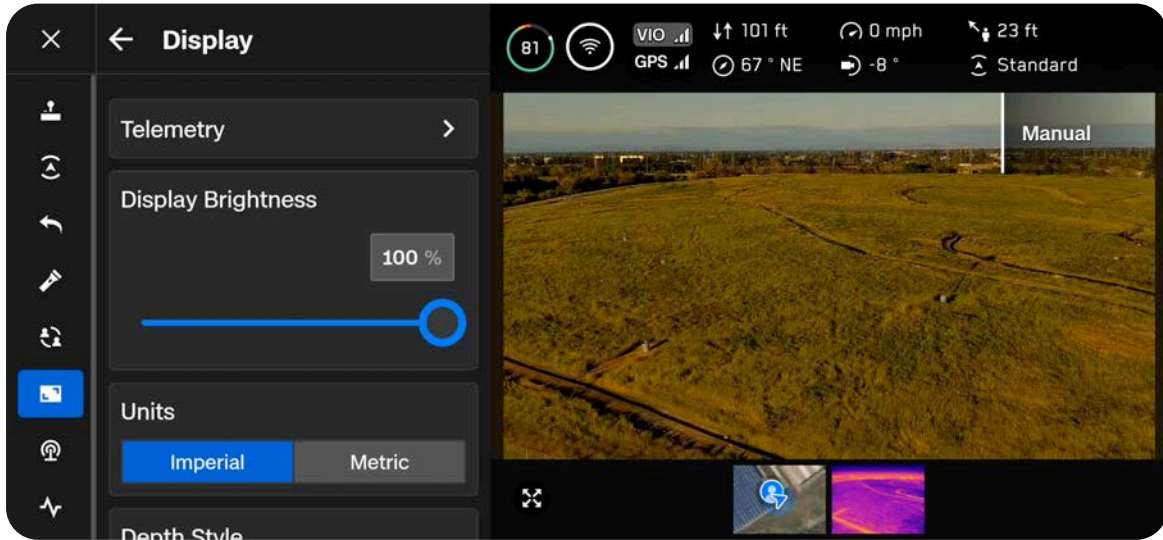 Display
Telemetry
Display Brightness
100 %
Units
Imperial Metric
Depth Style
81
VIO 101 ft 0 mph 23 ft
GPS 67 ° NE -8 ° Standard
Manual